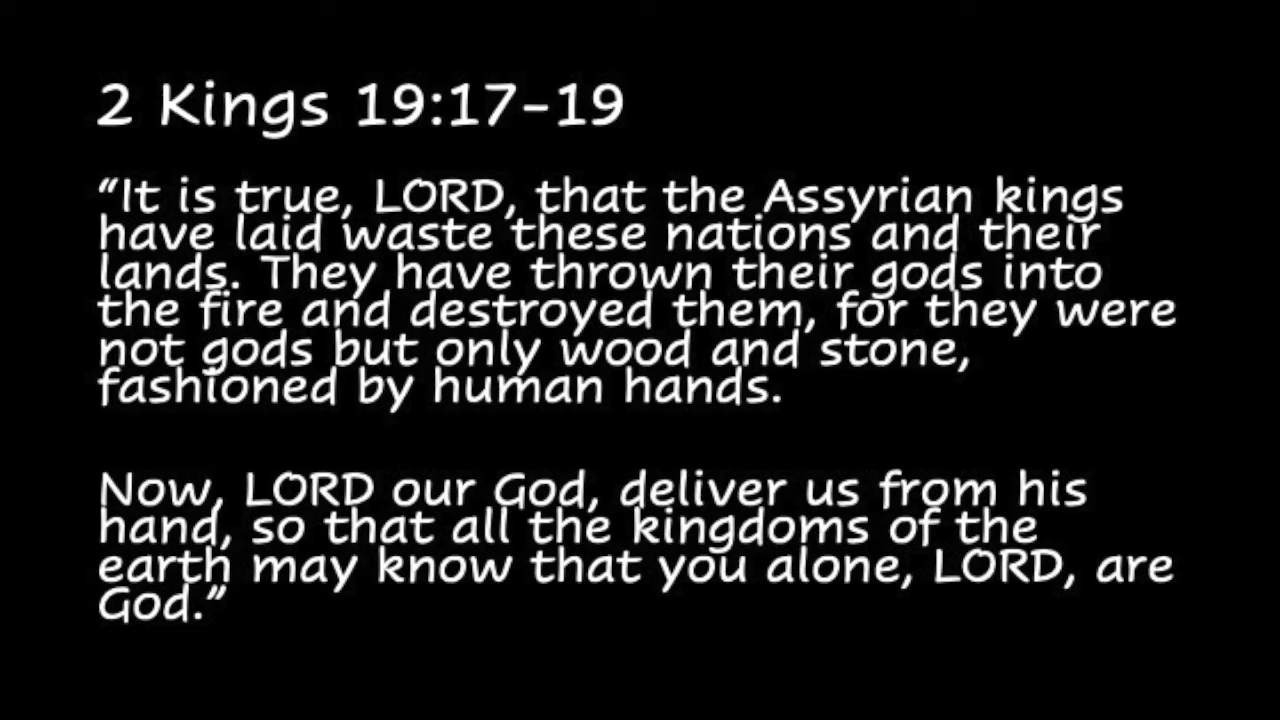 2 Kings 19:17-19
“It is true, LORD, that the Assyrian kings
have laid waste these nations and their
lands. They have thrown their gods into
the fire and destroyed them, for they were
not gods but only wood and stone,
fashioned by human hands.
Now, LORD our God, deliver us from his
hand, so that all the kingdoms of the
earth may know that you alone, LORD, are
God.”